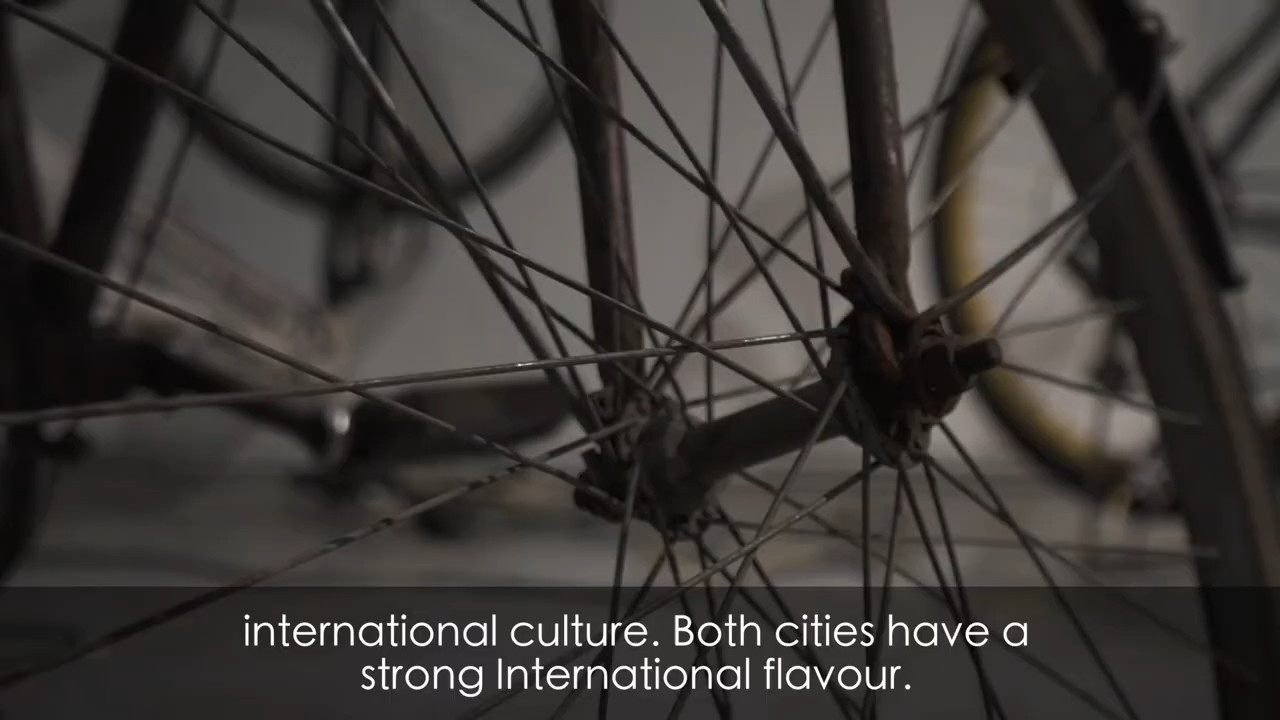 international culture. Both cities have a
strong International flavour.